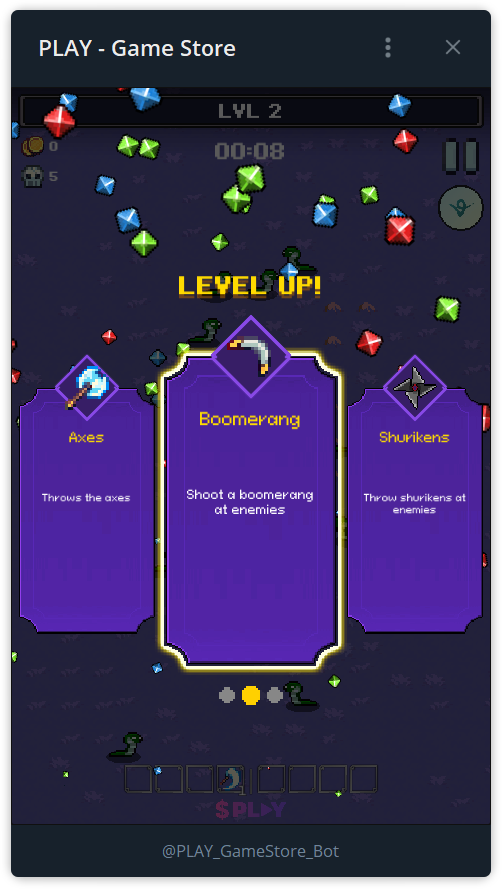 PLAY - Game Store
LVL 2
0
00:08
5
LEVEL UP!
Boomerang
Axes
Shurikens
Shoot a boomerang
at enemies
Throws the axes
Throw shurikens at
enemies
1
$PLAY
@PLAY_GameStore_Bot